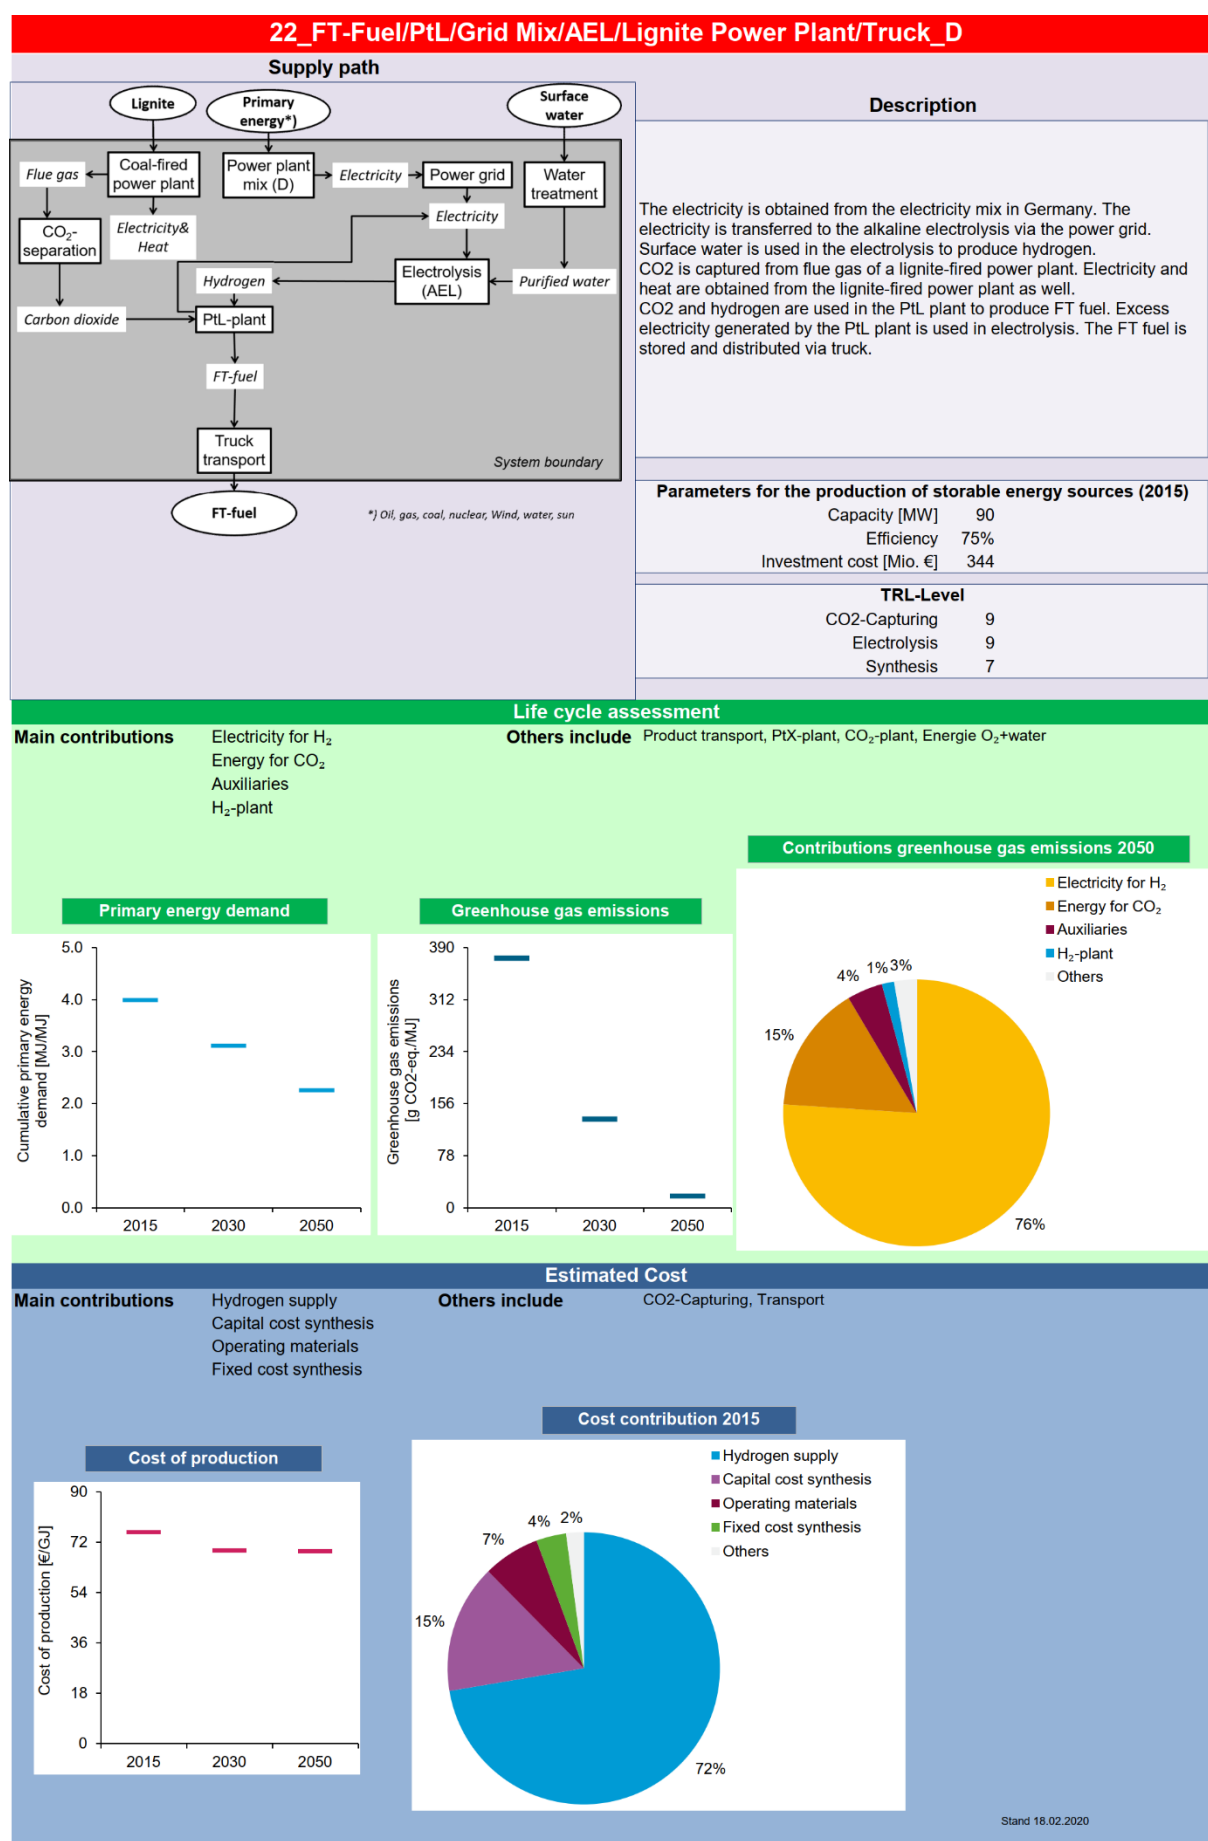 22_FT-Fuel/PtL/Grid Mix/AEL/Lignite Power Plant/Truck_D
Supply path
Lignite
Primary
energy*)
Surface
water
Flue gas
Coal-fired
power plant
Power plant
mix (D)
Electricity
Power grid
Water
treatment
CO₂-
separation
Electricity&
Heat
Electricity
Hydrogen
Electrolysis
(AEL)
Purified water
Carbon dioxide
PtL-plant
FT-fuel
Truck
transport
System boundary
FT-fuel
*) Oil, gas, coal, nuclear, Wind, water, sun
Description
The electricity is obtained from the electricity mix in Germany. The
electricity is transferred to the alkaline electrolysis via the power grid.
Surface water is used in the electrolysis to produce hydrogen.
CO2 is captured from flue gas of a lignite-fired power plant. Electricity and
heat are obtained from the lignite-fired power plant as well.
CO2 and hydrogen are used in the PtL plant to produce FT fuel. Excess
electricity generated by the PtL plant is used in electrolysis. The FT fuel is
stored and distributed via truck.
Parameters for the production of storable energy sources (2015)
Capacity [MW] 90
Efficiency 75%
Investment cost [Mio. €] 344
TRL-Level
CO2-Capturing 9
Electrolysis 9
Synthesis 7
Life cycle assessment
Main contributions
Electricity for H₂
Energy for CO₂
Auxiliaries
H₂-plant
Others include Product transport, PtX-plant, CO₂-plant, Energie O₂+water
Primary energy demand
Cumulative primary energy
demand [MJ/MJ]
5.0
4.0
3.0
2.0
1.0
0.0
2015 2030 2050
Greenhouse gas emissions
Greenhouse gas emissions
[g CO2-eq./MJ]
390
312
234
156
78
0
2015 2030 2050
Contributions greenhouse gas emissions 2050
Electricity for H₂
Energy for CO₂
Auxiliaries
H₂-plant
Others
4% 1% 3%
15%
76%
Estimated Cost
Main contributions
Hydrogen supply
Capital cost synthesis
Operating materials
Fixed cost synthesis
Others include CO2-Capturing, Transport
Cost of production
Cost of production [€/GJ]
90
72
54
36
18
0
2015 2030 2050
Cost contribution 2015
Hydrogen supply
Capital cost synthesis
Operating materials
Fixed cost synthesis
Others
7% 4% 2%
15%
72%
Stand 18.02.2020